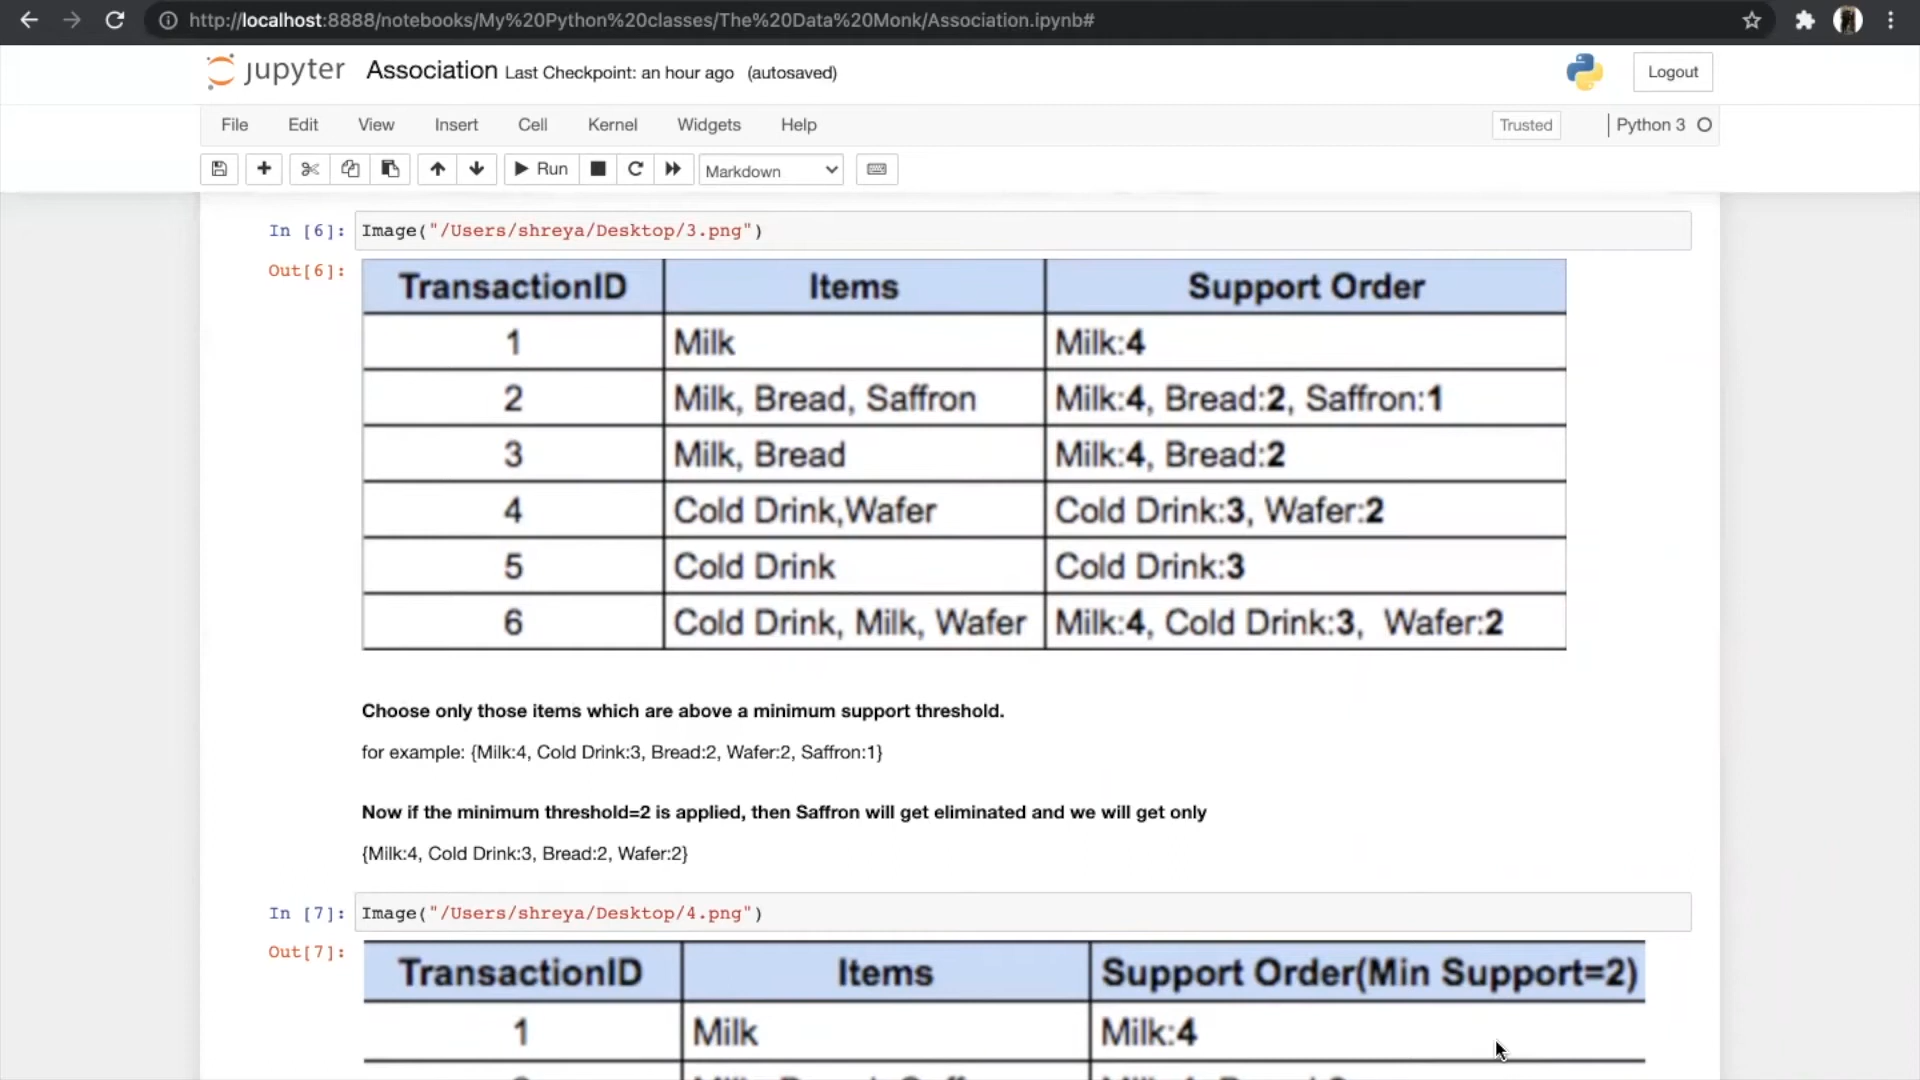 http://localhost:8888/notebooks/My%20Python%20classes/The%20Data%20Monk/Association.ipynb#
jupyter Association Last Checkpoint: an hour ago (autosaved) Logout
File Edit View Insert Cell Kernel Widgets Help Trusted Python 3
Run Markdown
In [6]: Image("/Users/shreya/Desktop/3.png")
Out[6]:
TransactionID Items Support Order
1 Milk Milk:4
2 Milk, Bread, Saffron Milk:4, Bread:2, Saffron:1
3 Milk, Bread Milk:4, Bread:2
4 Cold Drink,Wafer Cold Drink:3, Wafer:2
5 Cold Drink Cold Drink:3
6 Cold Drink, Milk, Wafer Milk:4, Cold Drink:3, Wafer:2
Choose only those items which are above a minimum support threshold.
for example: {Milk:4, Cold Drink:3, Bread:2, Wafer:2, Saffron:1}
Now if the minimum threshold=2 is applied, then Saffron will get eliminated and we will get only
{Milk:4, Cold Drink:3, Bread:2, Wafer:2}
In [7]: Image("/Users/shreya/Desktop/4.png")
Out[7]:
TransactionID Items Support Order(Min Support=2)
1 Milk Milk:4